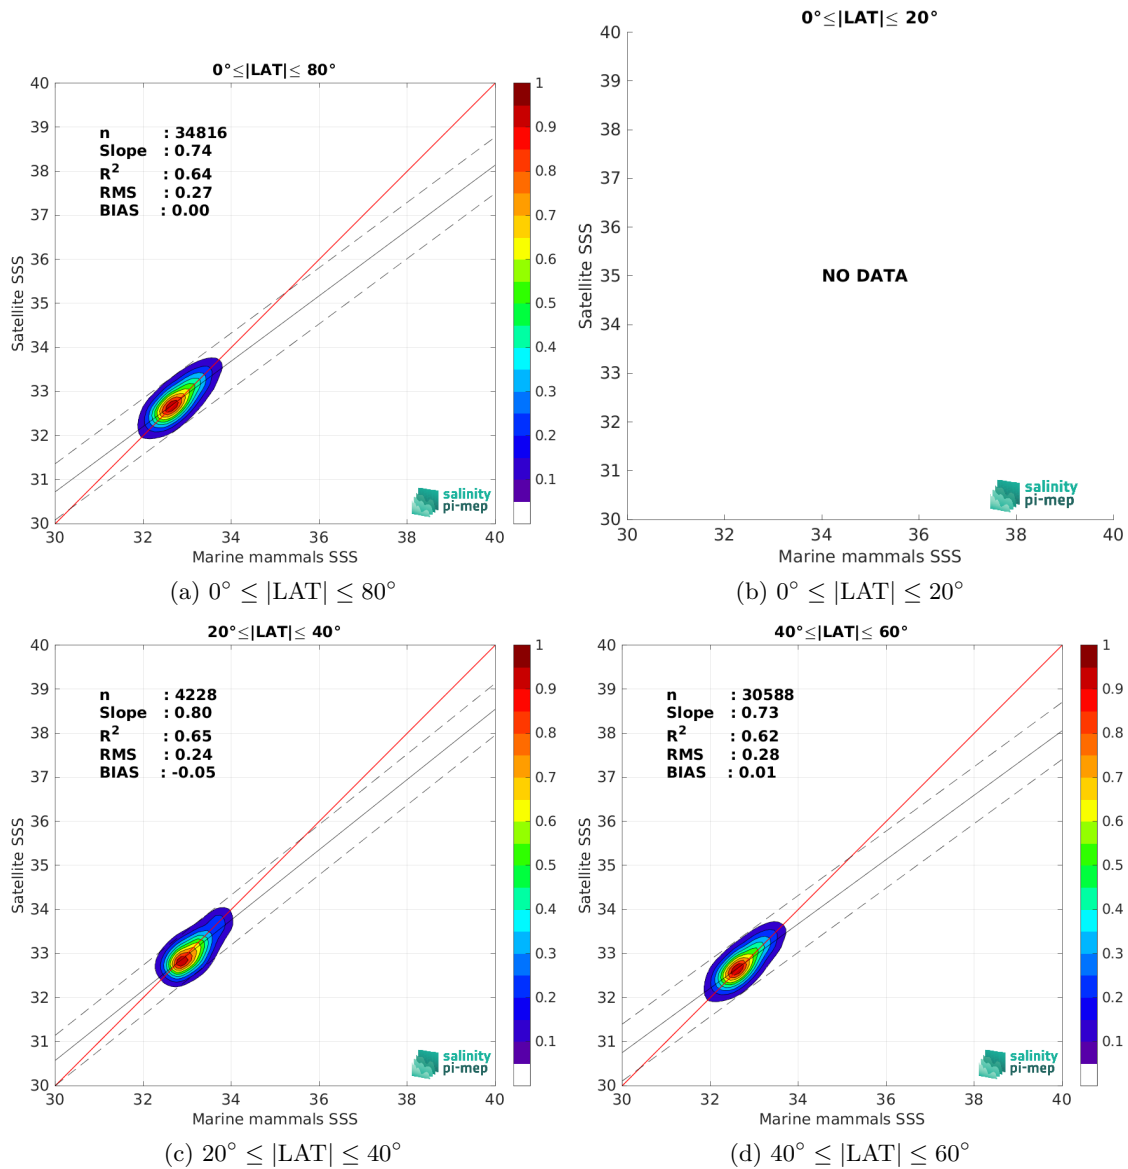 0°≤|LAT|≤ 80°
n : 34816
Slope : 0.74
R² : 0.64
RMS : 0.27
BIAS : 0.00
40
39
38
37
36
35
34
33
32
31
30
Satellite SSS
30 32 34 36 38 40
Marine mammals SSS
1
0.9
0.8
0.7
0.6
0.5
0.4
0.3
0.2
0.1
salinity
pi-mep
(a) 0° ≤ |LAT| ≤ 80°
0°≤|LAT|≤ 20°
40
39
38
37
36
35
34
33
32
31
30
Satellite SSS
NO DATA
30 32 34 36 38 40
Marine mammals SSS
salinity
pi-mep
(b) 0° ≤ |LAT| ≤ 20°
20°≤|LAT|≤ 40°
n : 4228
Slope : 0.80
R² : 0.65
RMS : 0.24
BIAS : -0.05
40
39
38
37
36
35
34
33
32
31
30
Satellite SSS
30 32 34 36 38 40
Marine mammals SSS
1
0.9
0.8
0.7
0.6
0.5
0.4
0.3
0.2
0.1
salinity
pi-mep
(c) 20° ≤ |LAT| ≤ 40°
40°≤|LAT|≤ 60°
n : 30588
Slope : 0.73
R² : 0.62
RMS : 0.28
BIAS : 0.01
40
39
38
37
36
35
34
33
32
31
30
Satellite SSS
30 32 34 36 38 40
Marine mammals SSS
1
0.9
0.8
0.7
0.6
0.5
0.4
0.3
0.2
0.1
salinity
pi-mep
(d) 40° ≤ |LAT| ≤ 60°